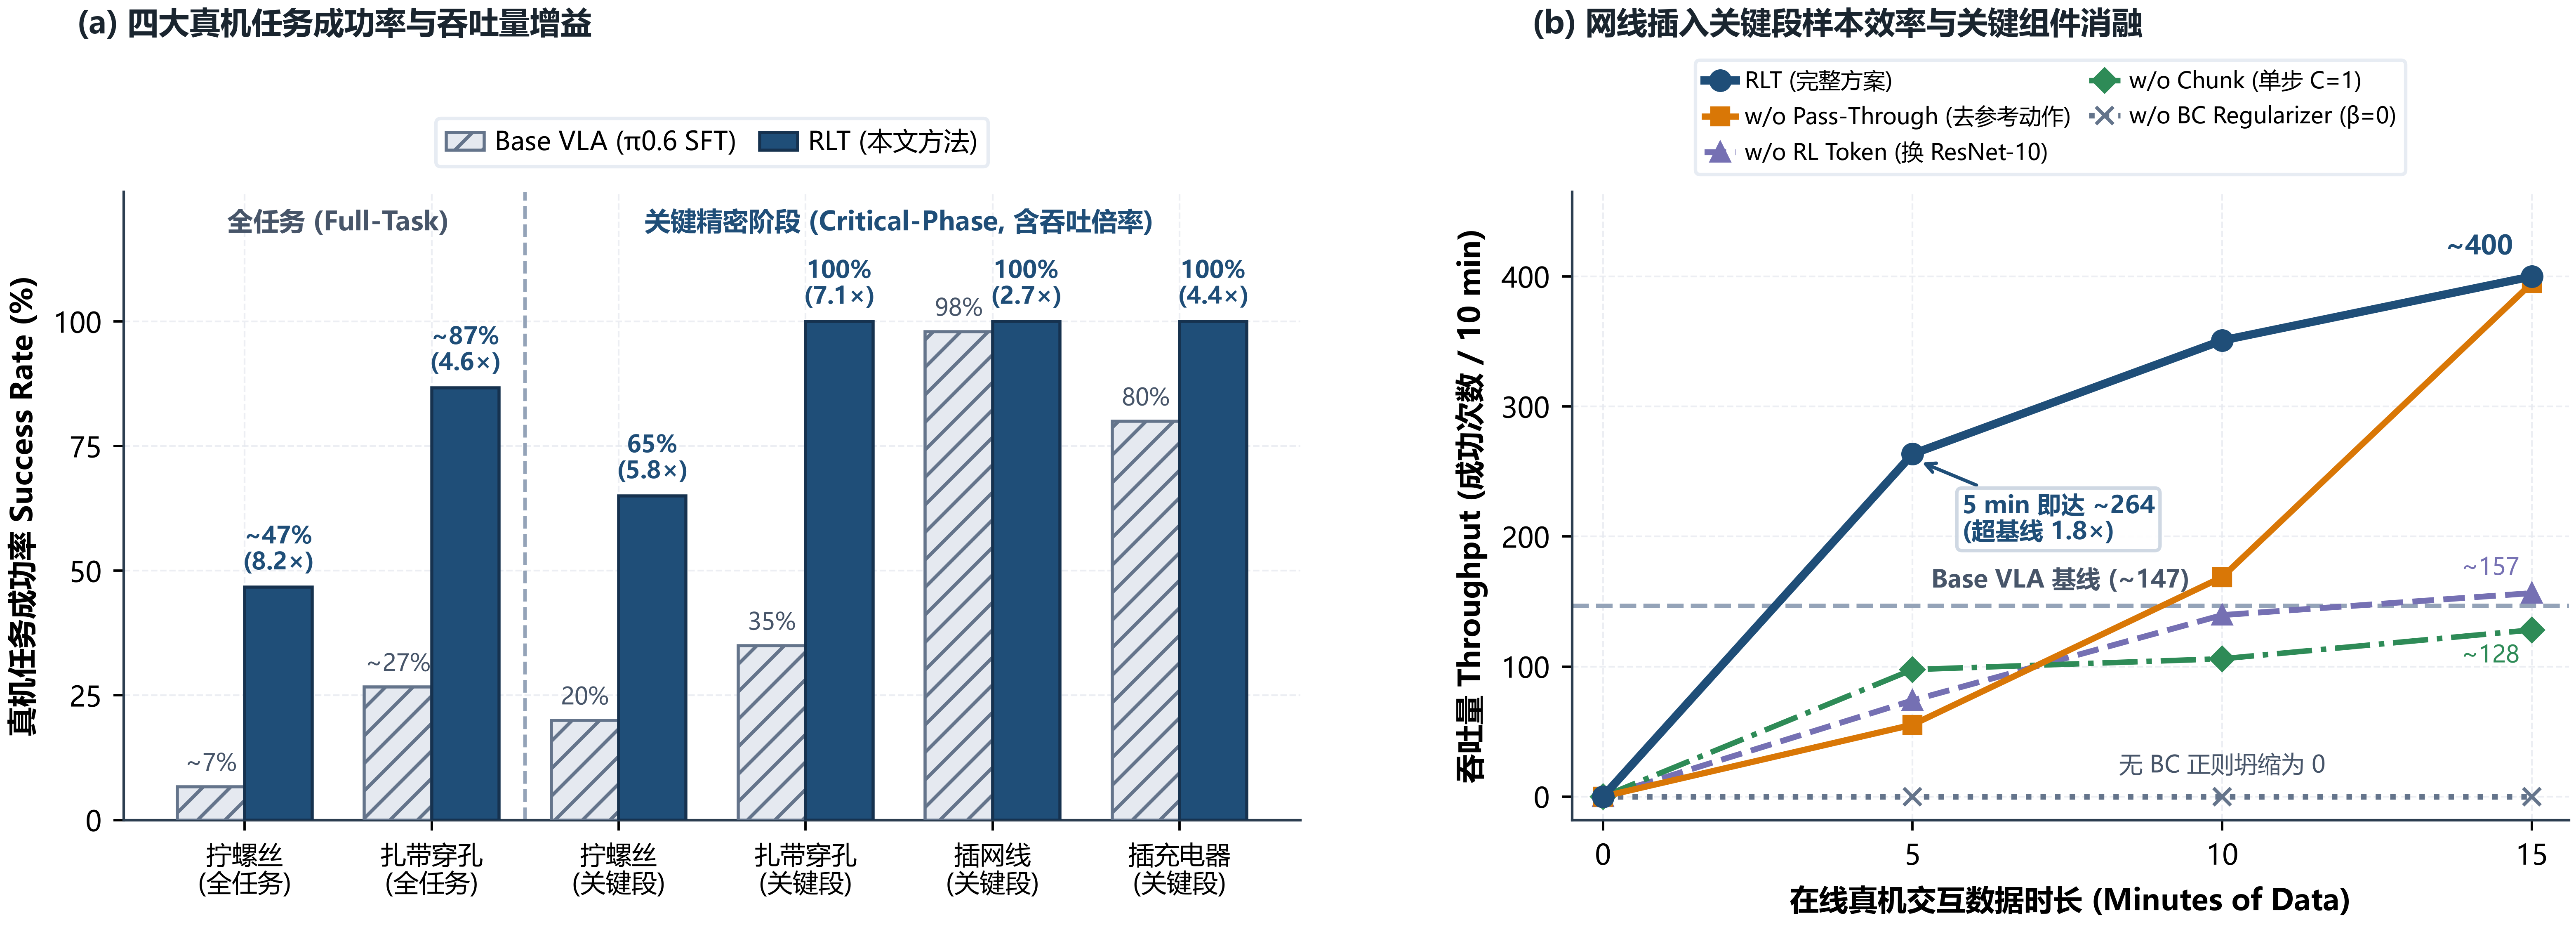 (a) 四大真机任务成功率与吞吐量增益
Base VLA (π0.6 SFT)
RLT (本文方法)
全任务 (Full-Task)
关键精密阶段 (Critical-Phase, 含吞吐倍率)
真机任务成功率 Success Rate (%)
100
75
50
25
0
~7%
~47%
(8.2×)
~27%
~87%
(4.6×)
20%
65%
(5.8×)
35%
100%
(7.1×)
98%
100%
(2.7×)
80%
100%
(4.4×)
拧螺丝
(全任务)
扎带穿孔
(全任务)
拧螺丝
(关键段)
扎带穿孔
(关键段)
插网线
(关键段)
插充电器
(关键段)
(b) 网线插入关键段样本效率与关键组件消融
RLT (完整方案)
w/o Pass-Through (去参考动作)
w/o RL Token (换 ResNet-10)
w/o Chunk (单步 C=1)
w/o BC Regularizer (β=0)
吞吐量 Throughput (成功次数 / 10 min)
400
300
200
100
0
~400
5 min 即达 ~264
(超基线 1.8×)
Base VLA 基线 (~147)
~157
~128
无 BC 正则坍缩为 0
0
5
10
15
在线真机交互数据时长 (Minutes of Data)